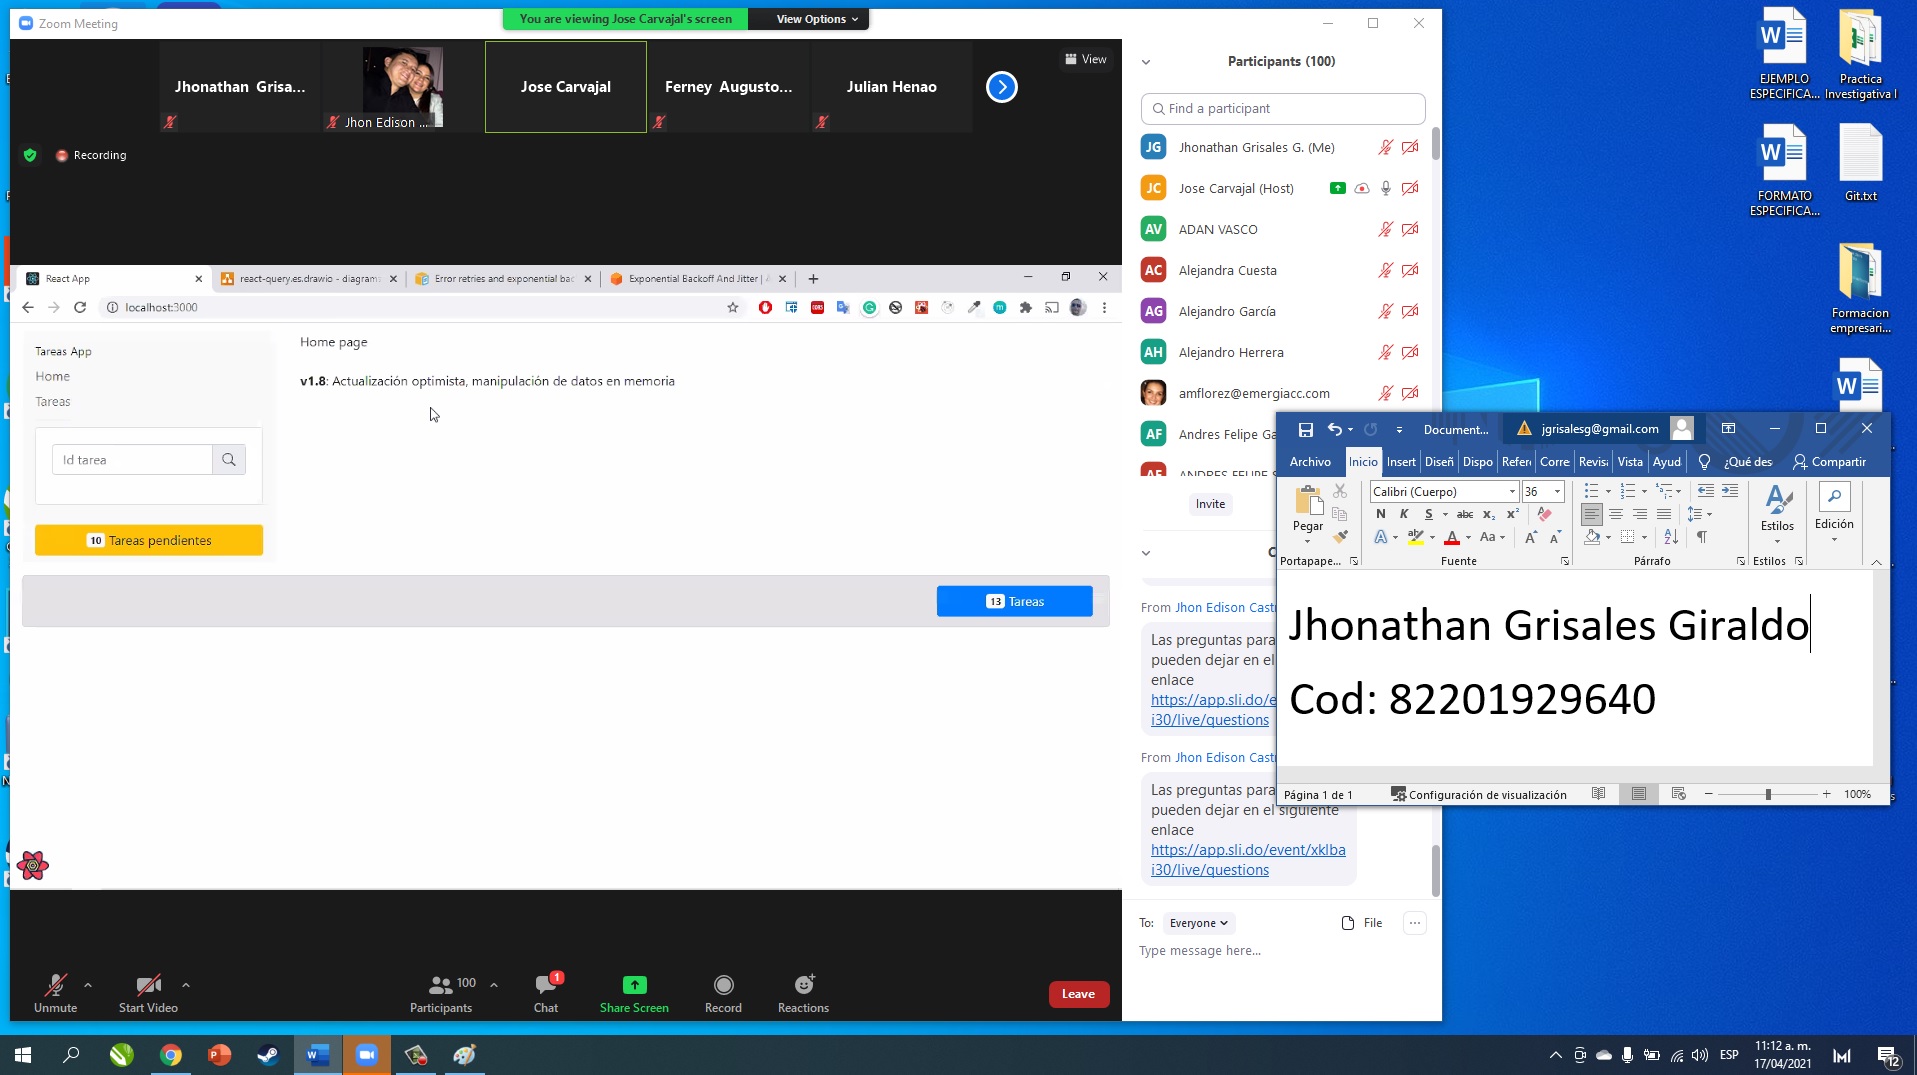 Zoom Meeting
You are viewing Jose Carvajal's screen
View Options
Jhonathan Grisa...
Jhon Edison ...
Jose Carvajal
Ferney Augusto...
Julian Henao
View
Recording
React App
react-query.es.drawio - diagram
Error retries and exponential bac
Exponential Backoff And Jitter |
localhost:3000
Tareas App
Home
Tareas
Id tarea
10 Tareas pendientes
Home page
v1.8: Actualización optimista, manipulación de datos en memoria
13 Tareas
Unmute
Start Video
100
Participants
1
Chat
Share Screen
Record
Reactions
Leave
Participants (100)
Find a participant
JG Jhonathan Grisales G. (Me)
JC Jose Carvajal (Host)
AV ADAN VASCO
AC Alejandra Cuesta
AG Alejandro García
AH Alejandro Herrera
amflorez@emergiacc.com
AF Andres Felipe Ga
Invite
From Jhon Edison Cast
Las preguntas para
pueden dejar en el
enlace
https://app.sli.do/e
i30/live/questions
From Jhon Edison Cast
Las preguntas para
pueden dejar en el siguiente
enlace
https://app.sli.do/event/xklba
i30/live/questions
To: Everyone
File
Type message here...
Document...
jgrisalesg@gmail.com
Archivo Inicio Insert Diseñ Dispo Refer Corre Revisa Vista Ayud ¿Qué des Compartir
Pegar
Calibri (Cuerpo) 36
N K S abc x₂ x²
A A Aa A A
Estilos
Edición
Portapape... Fuente Párrafo Estilos
Jhonathan Grisales Giraldo
Cod: 82201929640
Página 1 de 1
Configuración de visualización
100%
EJEMPLO
ESPECIFICA...
Practica
Investigativa I
FORMATO
ESPECIFICA...
Git.txt
Formacion
empresari...
ESP
11:12 a. m.
17/04/2021
12